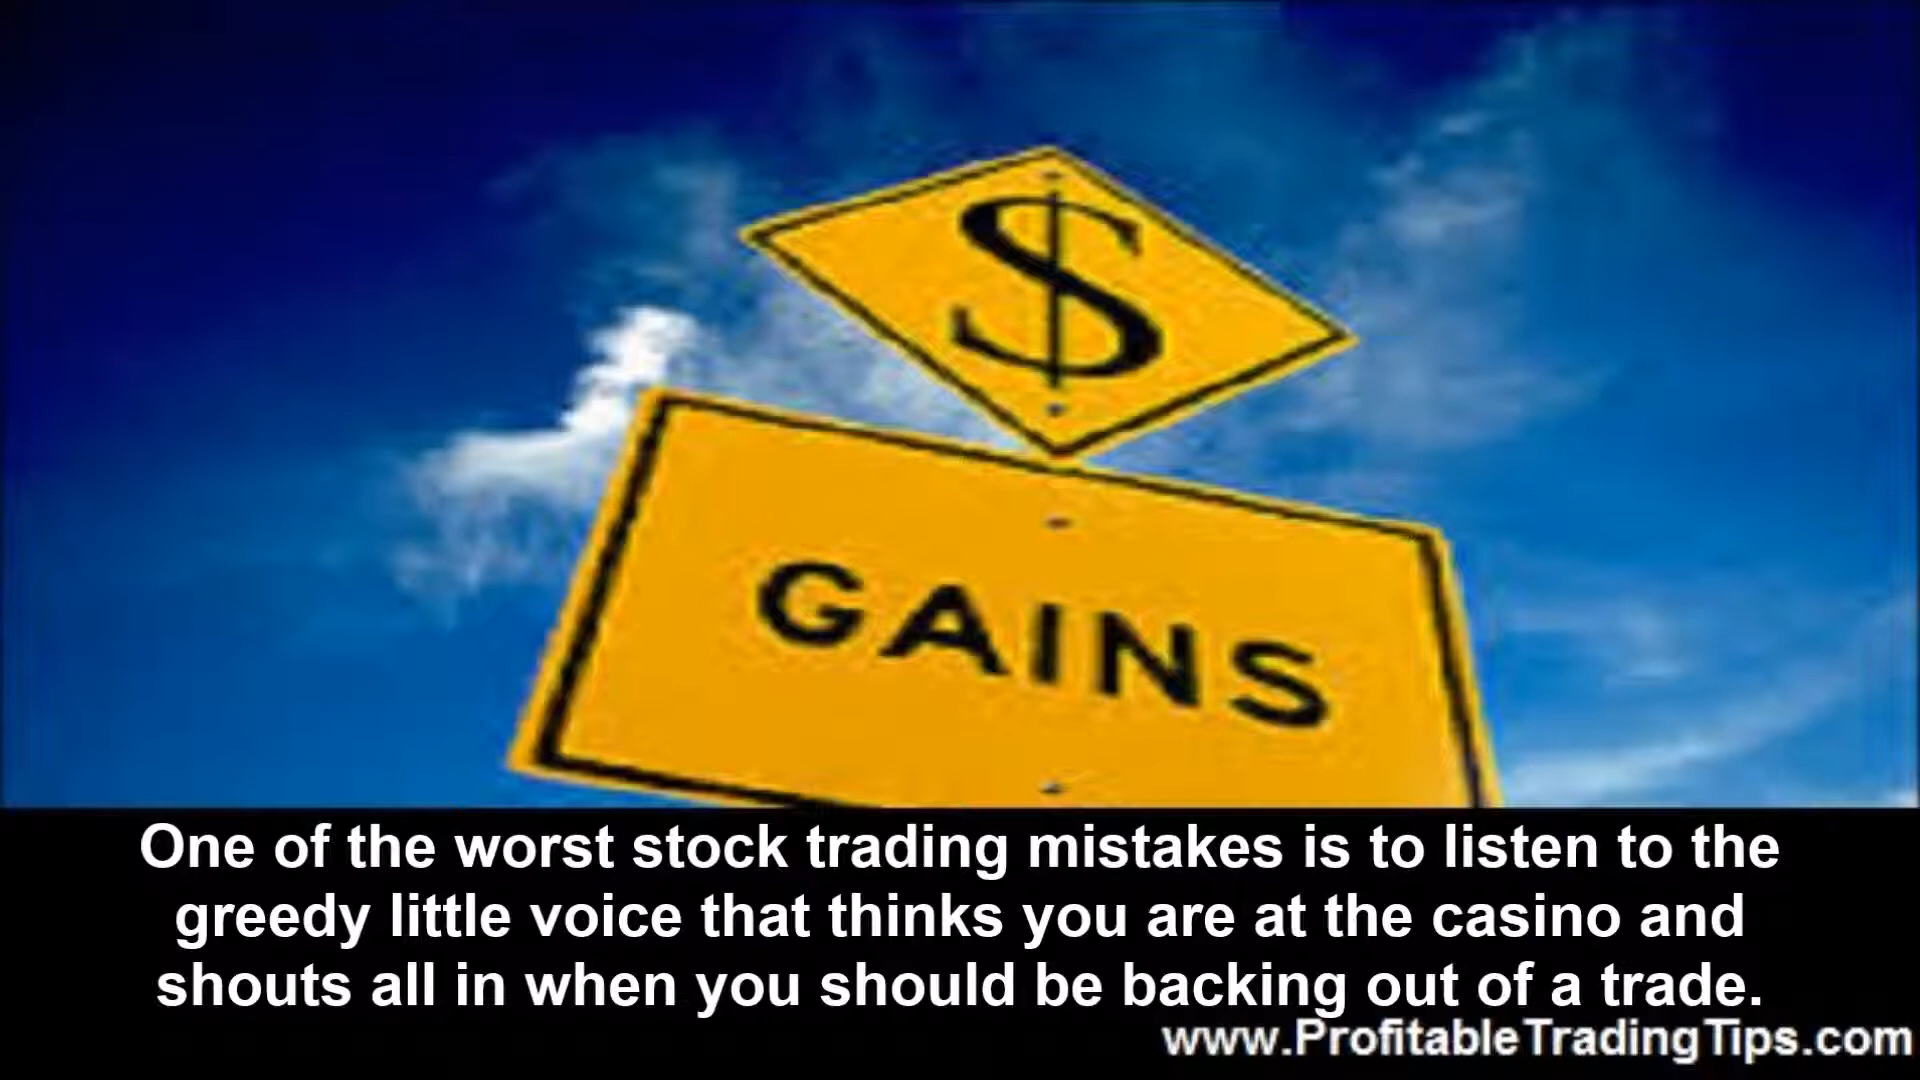 $
GAINS
One of the worst stock trading mistakes is to listen to the
greedy little voice that thinks you are at the casino and
shouts all in when you should be backing out of a trade.
www.ProfitableTradingTips.com